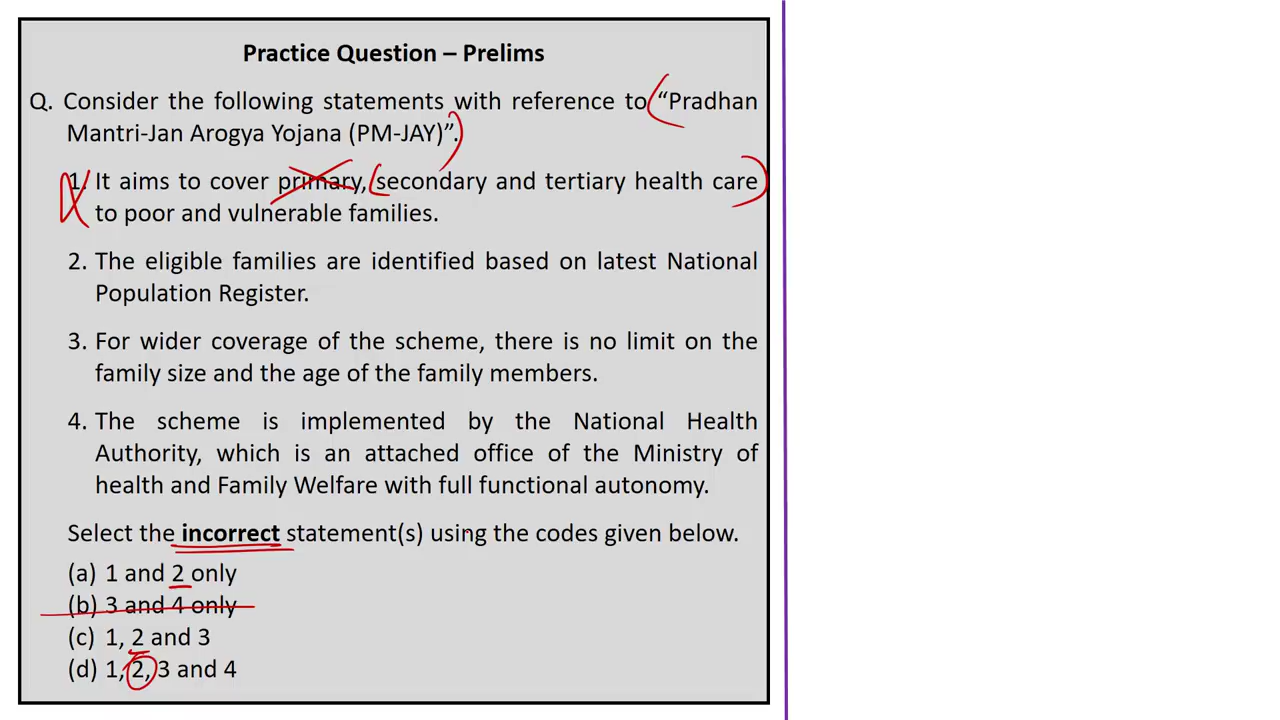 Practice Question – Prelims
Q. Consider the following statements with reference to “Pradhan
Mantri-Jan Arogya Yojana (PM-JAY)”.
1. It aims to cover primary, secondary and tertiary health care
to poor and vulnerable families.
2. The eligible families are identified based on latest National
Population Register.
3. For wider coverage of the scheme, there is no limit on the
family size and the age of the family members.
4. The scheme is implemented by the National Health
Authority, which is an attached office of the Ministry of
health and Family Welfare with full functional autonomy.
Select the incorrect statement(s) using the codes given below.
(a) 1 and 2 only
(b) 3 and 4 only
(c) 1, 2 and 3
(d) 1, 2, 3 and 4